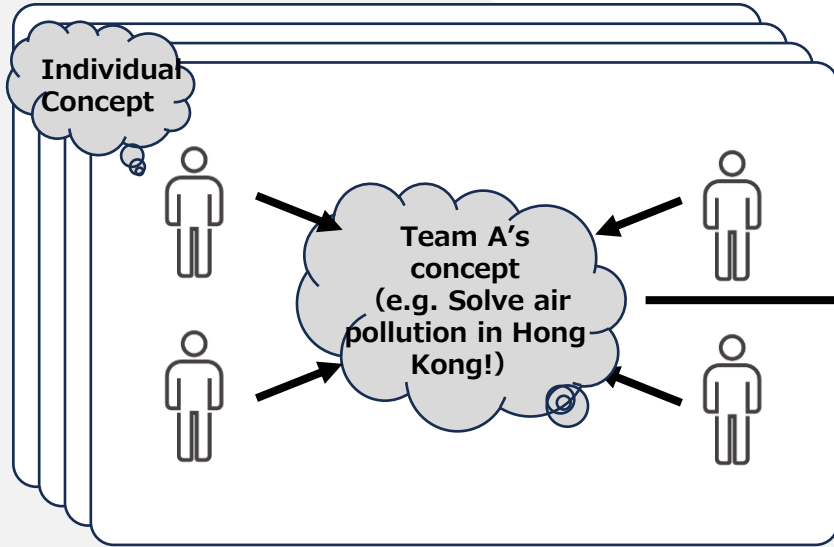 Individual
Concept
Team A’s
concept
（e.g. Solve air
pollution in Hong
Kong!）